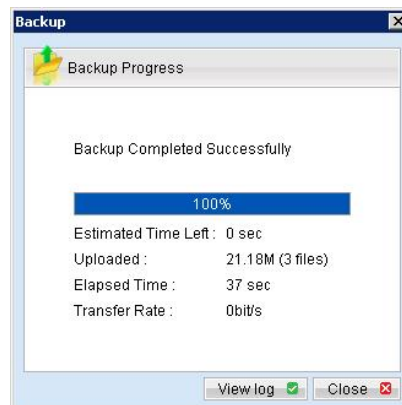 Backup
Backup Progress
Backup Completed Successfully
100%
Estimated Time Left : 0 sec
Uploaded : 21.18M (3 files)
Elapsed Time : 37 sec
Transfer Rate : 0bit/s
View log Close